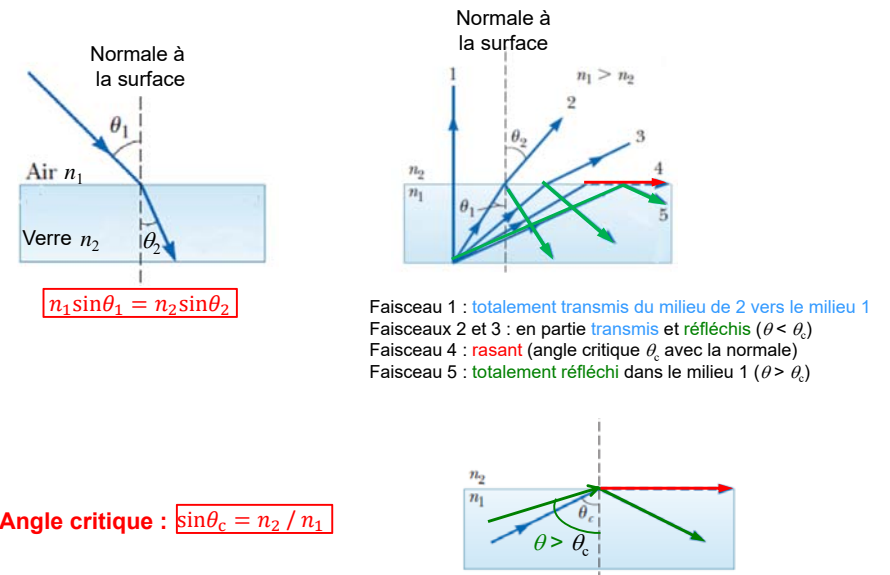 Normale à
la surface
θ₁
Air n₁
Verre n₂
θ₂
n₁sinθ₁ = n₂sinθ₂
Normale à
la surface
1
n₁ > n₂
2
θ₂
3
n₂
4
n₁
θ₁
5
Faisceau 1 : totalement transmis du milieu de 2 vers le milieu 1
Faisceaux 2 et 3 : en partie transmis et réfléchis (θ < θc)
Faisceau 4 : rasant (angle critique θc avec la normale)
Faisceau 5 : totalement réfléchi dans le milieu 1 (θ > θc)
Angle critique : sinθc = n₂ / n₁
n₂
n₁
θc
θ > θc